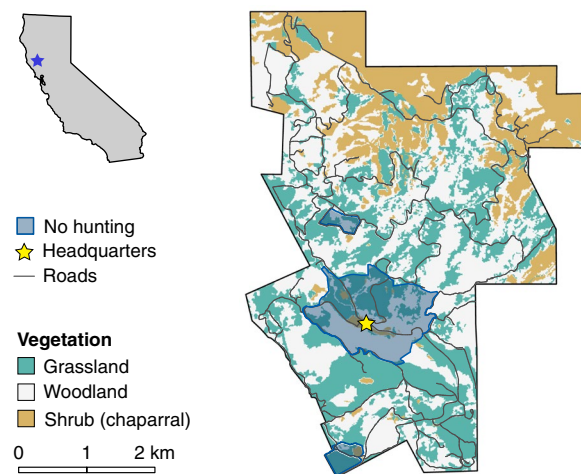 No hunting
Headquarters
Roads
Vegetation
Grassland
Woodland
Shrub (chaparral)
0 1 2 km